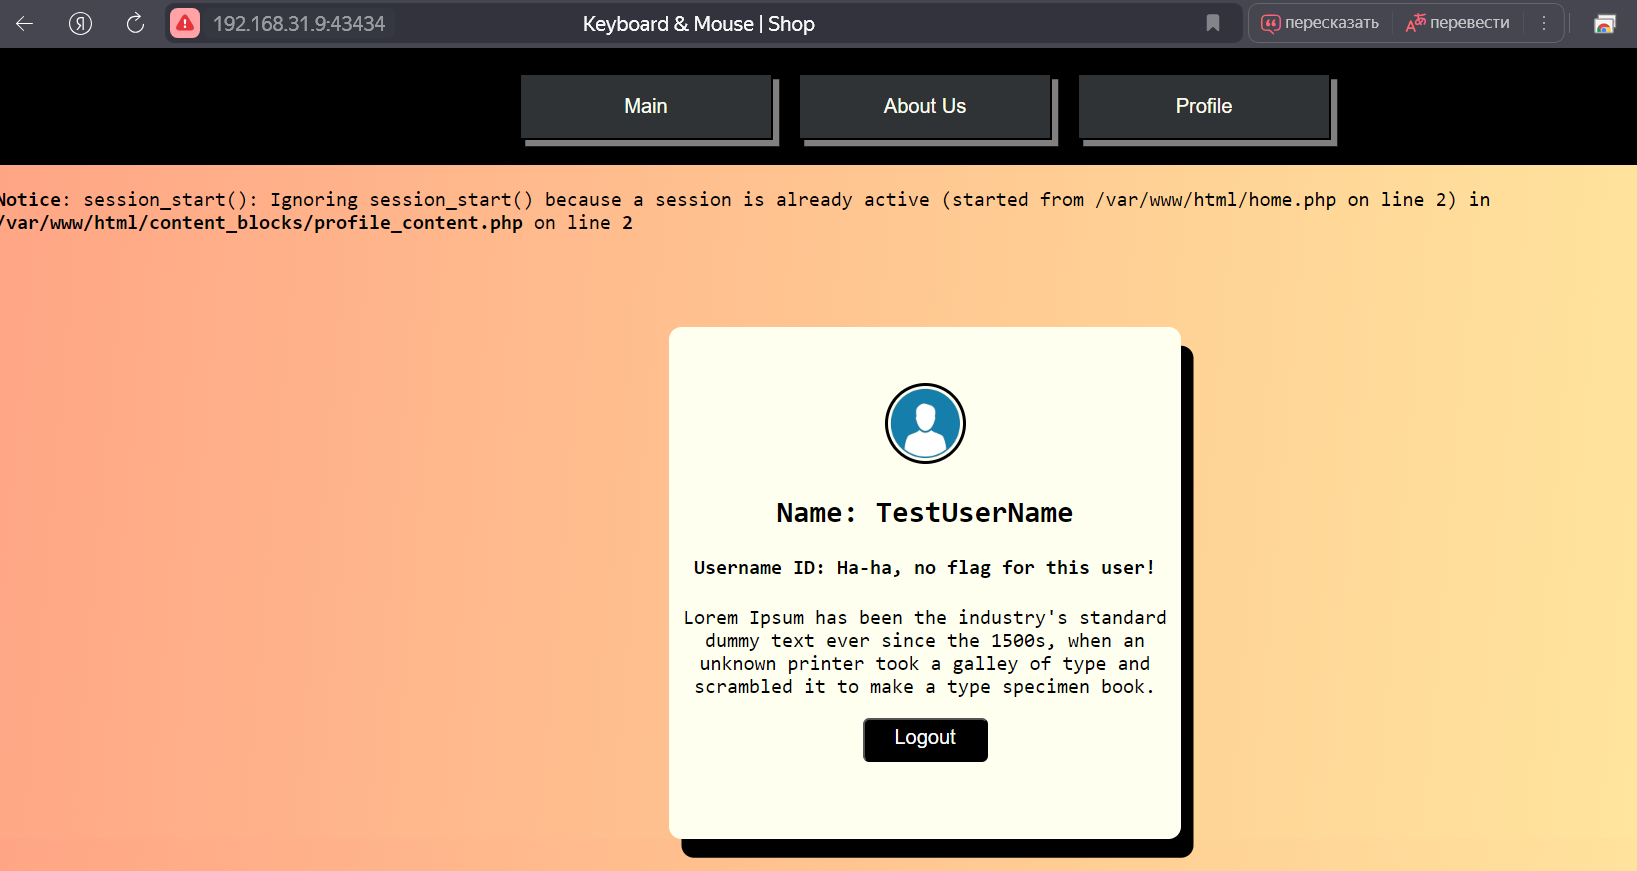 192.168.31.9:43434 Keyboard & Mouse | Shop пересказать перевести
Main About Us Profile
Notice: session_start(): Ignoring session_start() because a session is already active (started from /var/www/html/home.php on line 2) in
/var/www/html/content_blocks/profile_content.php on line 2
Name: TestUserName
Username ID: Ha-ha, no flag for this user!
Lorem Ipsum has been the industry's standard
dummy text ever since the 1500s, when an
unknown printer took a galley of type and
scrambled it to make a type specimen book.
Logout